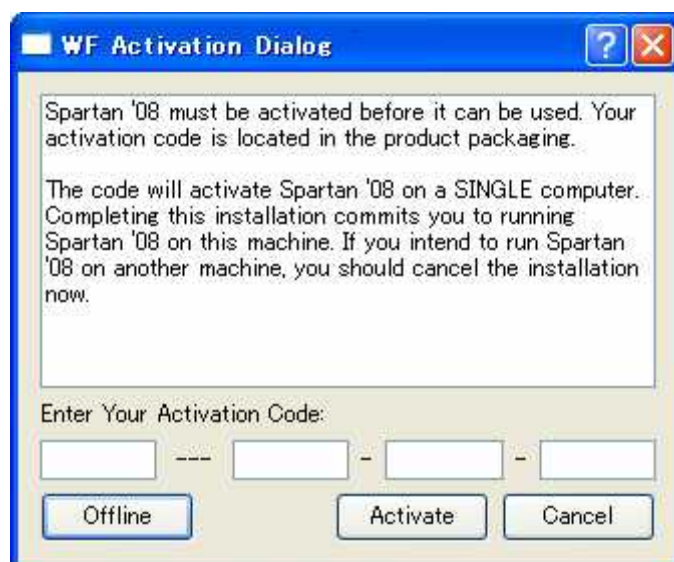 WF Activation Dialog
Spartan '08 must be activated before it can be used. Your
activation code is located in the product packaging.
The code will activate Spartan '08 on a SINGLE computer.
Completing this installation commits you to running
Spartan '08 on this machine. If you intend to run Spartan
'08 on another machine, you should cancel the installation
now.
Enter Your Activation Code:
--- - -
Offline Activate Cancel